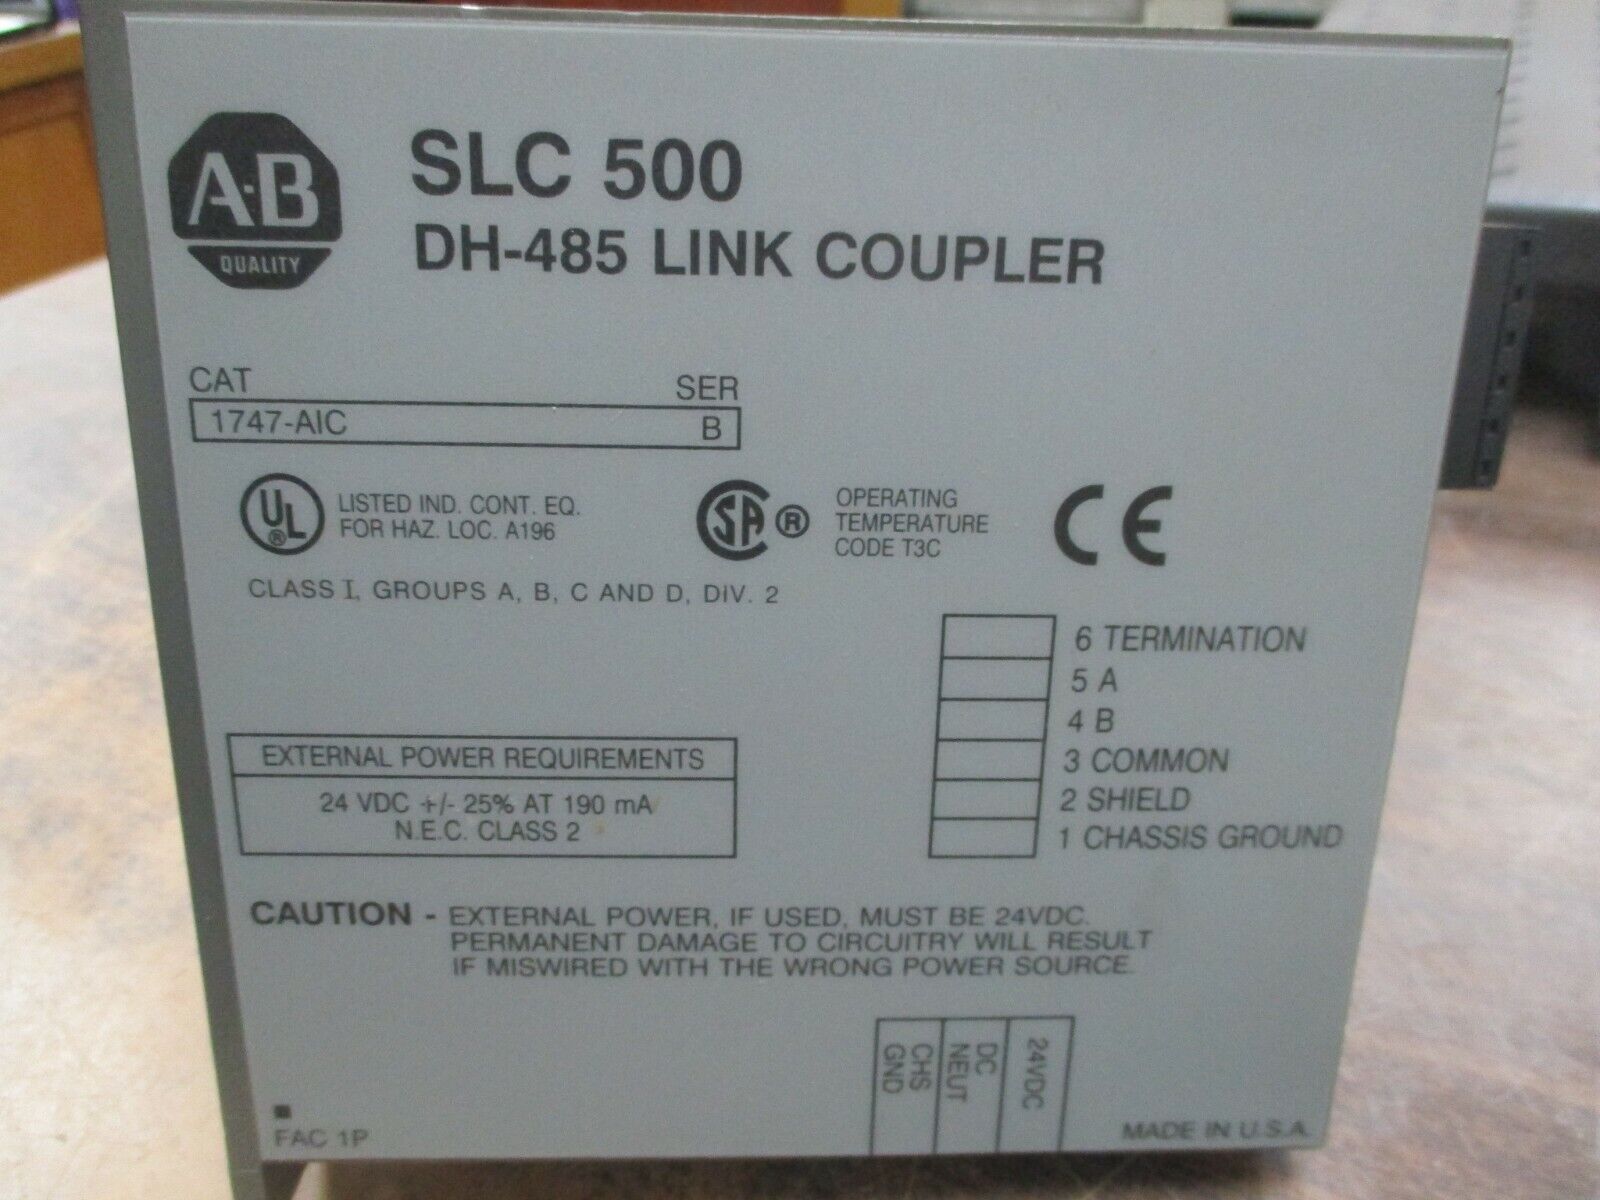 A-B
QUALITY
SLC 500
DH-485 LINK COUPLER
CAT SER
1747-AIC B
UL ®
LISTED IND. CONT. EQ.
FOR HAZ. LOC. A196
SA ®
OPERATING
TEMPERATURE
CODE T3C
CE
CLASS I, GROUPS A, B, C AND D, DIV. 2
6 TERMINATION
5 A
4 B
3 COMMON
2 SHIELD
1 CHASSIS GROUND
EXTERNAL POWER REQUIREMENTS
24 VDC +/- 25% AT 190 mA
N.E.C. CLASS 2
CAUTION - EXTERNAL POWER, IF USED, MUST BE 24VDC.
PERMANENT DAMAGE TO CIRCUITRY WILL RESULT
IF MISWIRED WITH THE WRONG POWER SOURCE.
24VDC
DC
NEUT
CHS
GND
FAC 1P
MADE IN U.S.A.